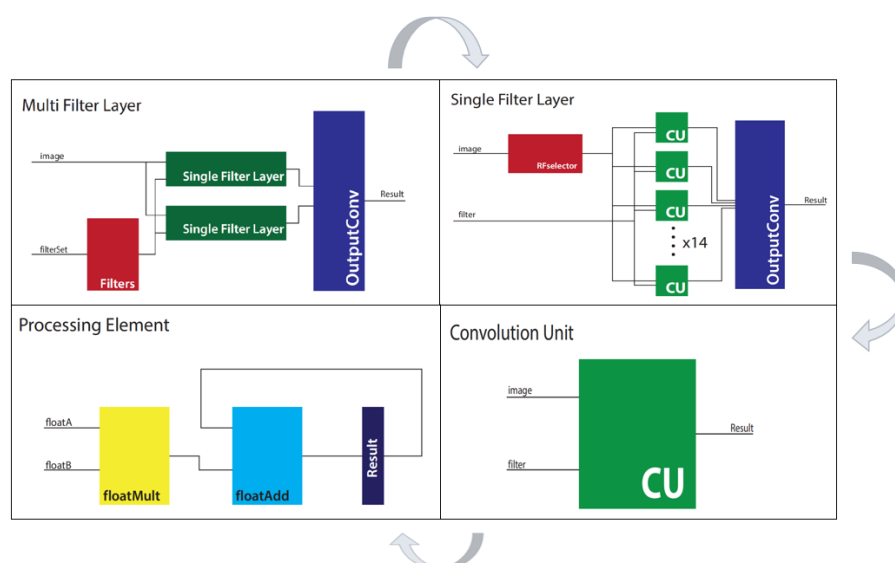 Multi Filter Layer
image
Single Filter Layer
Single Filter Layer
filterSet
Filters
OutputConv
Result
Single Filter Layer
image
RFselector
filter
CU
CU
CU
x14
CU
OutputConv
Result
Processing Element
floatA
floatB
floatMult
floatAdd
Result
Convolution Unit
image
filter
CU
Result